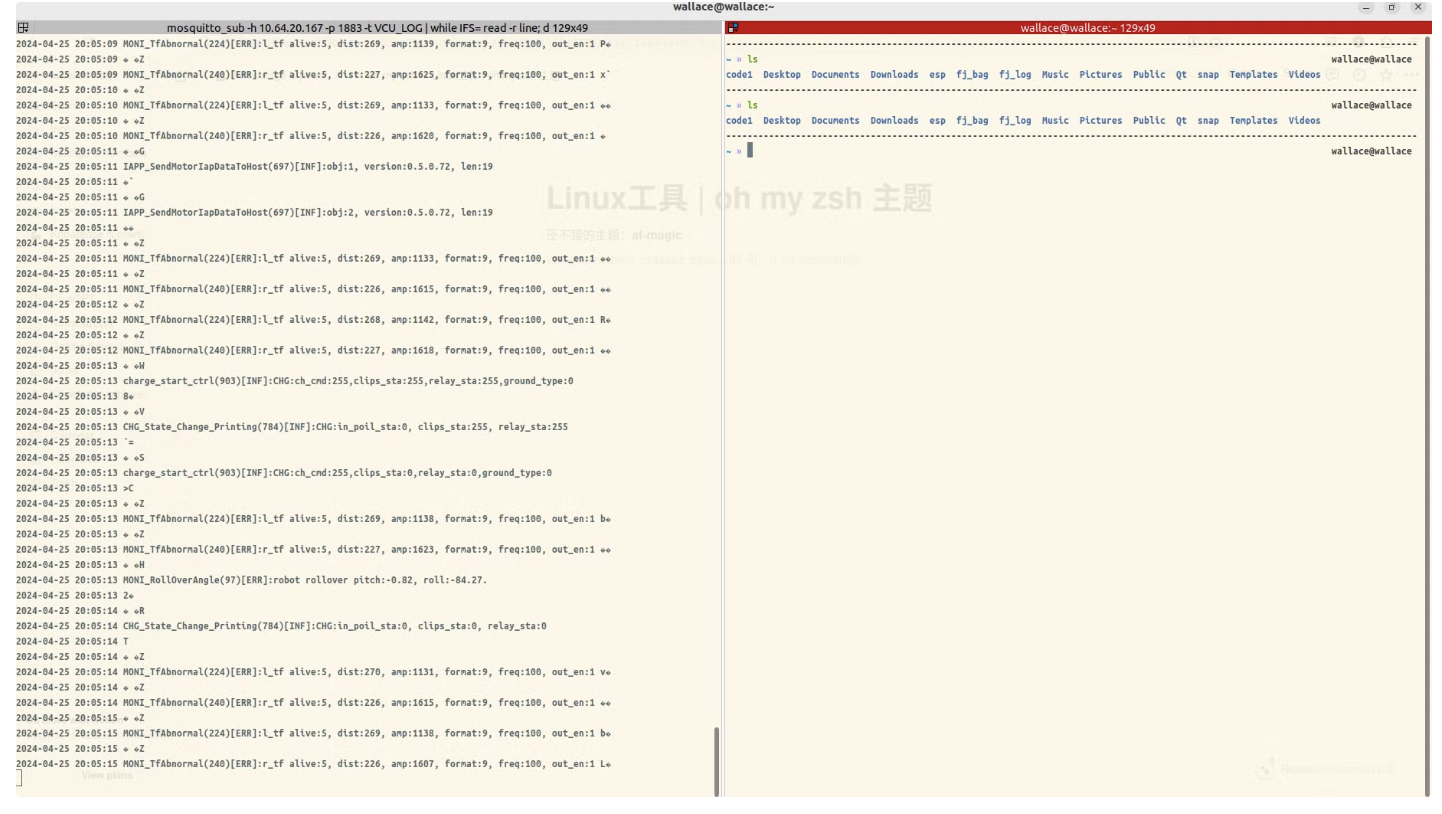 wallace@wallace:~
mosquitto_sub -h 10.64.20.167 -p 1883 -t VCU_LOG | while IFS= read -r line; d 129x49
2024-04-25 20:05:09 MONI_TfAbnormal(224)[ERR]:l_tf alive:5, dist:269, amp:1139, format:9, freq:100, out_en:1 P�
2024-04-25 20:05:09 � �Z
2024-04-25 20:05:09 MONI_TfAbnormal(240)[ERR]:r_tf alive:5, dist:227, amp:1625, format:9, freq:100, out_en:1 x`
2024-04-25 20:05:10 � �Z
2024-04-25 20:05:10 MONI_TfAbnormal(224)[ERR]:l_tf alive:5, dist:269, amp:1133, format:9, freq:100, out_en:1 ��
2024-04-25 20:05:10 � �Z
2024-04-25 20:05:10 MONI_TfAbnormal(240)[ERR]:r_tf alive:5, dist:226, amp:1620, format:9, freq:100, out_en:1 �
2024-04-25 20:05:11 � �G
2024-04-25 20:05:11 IAPP_SendMotorIapDataToHost(697)[INF]:obj:1, version:0.5.0.72, len:19
2024-04-25 20:05:11 �`
2024-04-25 20:05:11 � �G
2024-04-25 20:05:11 IAPP_SendMotorIapDataToHost(697)[INF]:obj:2, version:0.5.0.72, len:19
2024-04-25 20:05:11 ��
2024-04-25 20:05:11 � �Z
2024-04-25 20:05:11 MONI_TfAbnormal(224)[ERR]:l_tf alive:5, dist:269, amp:1133, format:9, freq:100, out_en:1 ��
2024-04-25 20:05:11 � �Z
2024-04-25 20:05:11 MONI_TfAbnormal(240)[ERR]:r_tf alive:5, dist:226, amp:1615, format:9, freq:100, out_en:1 ��
2024-04-25 20:05:12 � �Z
2024-04-25 20:05:12 MONI_TfAbnormal(224)[ERR]:l_tf alive:5, dist:268, amp:1142, format:9, freq:100, out_en:1 R�
2024-04-25 20:05:12 � �Z
2024-04-25 20:05:12 MONI_TfAbnormal(240)[ERR]:r_tf alive:5, dist:227, amp:1618, format:9, freq:100, out_en:1 ��
2024-04-25 20:05:13 � �W
2024-04-25 20:05:13 charge_start_ctrl(903)[INF]:CHG:ch_cmd:255,clips_sta:255,relay_sta:255,ground_type:0
2024-04-25 20:05:13 8�
2024-04-25 20:05:13 � �V
2024-04-25 20:05:13 CHG_State_Change_Printing(784)[INF]:CHG:in_poil_sta:0, clips_sta:255, relay_sta:255
2024-04-25 20:05:13 `=
2024-04-25 20:05:13 � �S
2024-04-25 20:05:13 charge_start_ctrl(903)[INF]:CHG:ch_cmd:255,clips_sta:0,relay_sta:0,ground_type:0
2024-04-25 20:05:13 >C
2024-04-25 20:05:13 � �Z
2024-04-25 20:05:13 MONI_TfAbnormal(224)[ERR]:l_tf alive:5, dist:269, amp:1138, format:9, freq:100, out_en:1 b�
2024-04-25 20:05:13 � �Z
2024-04-25 20:05:13 MONI_TfAbnormal(240)[ERR]:r_tf alive:5, dist:227, amp:1623, format:9, freq:100, out_en:1 ��
2024-04-25 20:05:13 � �H
2024-04-25 20:05:13 MONI_RollOverAngle(97)[ERR]:robot rollover pitch:-0.82, roll:-84.27.
2024-04-25 20:05:13 2�
2024-04-25 20:05:14 � �R
2024-04-25 20:05:14 CHG_State_Change_Printing(784)[INF]:CHG:in_poil_sta:0, clips_sta:0, relay_sta:0
2024-04-25 20:05:14 T
2024-04-25 20:05:14 � �Z
2024-04-25 20:05:14 MONI_TfAbnormal(224)[ERR]:l_tf alive:5, dist:270, amp:1131, format:9, freq:100, out_en:1 v�
2024-04-25 20:05:14 � �Z
2024-04-25 20:05:14 MONI_TfAbnormal(240)[ERR]:r_tf alive:5, dist:226, amp:1615, format:9, freq:100, out_en:1 ��
2024-04-25 20:05:15 � �Z
2024-04-25 20:05:15 MONI_TfAbnormal(224)[ERR]:l_tf alive:5, dist:269, amp:1138, format:9, freq:100, out_en:1 b�
2024-04-25 20:05:15 � �Z
2024-04-25 20:05:15 MONI_TfAbnormal(240)[ERR]:r_tf alive:5, dist:226, amp:1607, format:9, freq:100, out_en:1 L�
View plans
wallace@wallace:~ 129x49
~ » ls wallace@wallace
code1 Desktop Documents Downloads esp fj_bag fj_log Music Pictures Public Qt snap Templates Videos
~ » ls wallace@wallace
code1 Desktop Documents Downloads esp fj_bag fj_log Music Pictures Public Qt snap Templates Videos
~ » wallace@wallace
Linux工具 | oh my zsh 主题
还不错的主题：af-magic